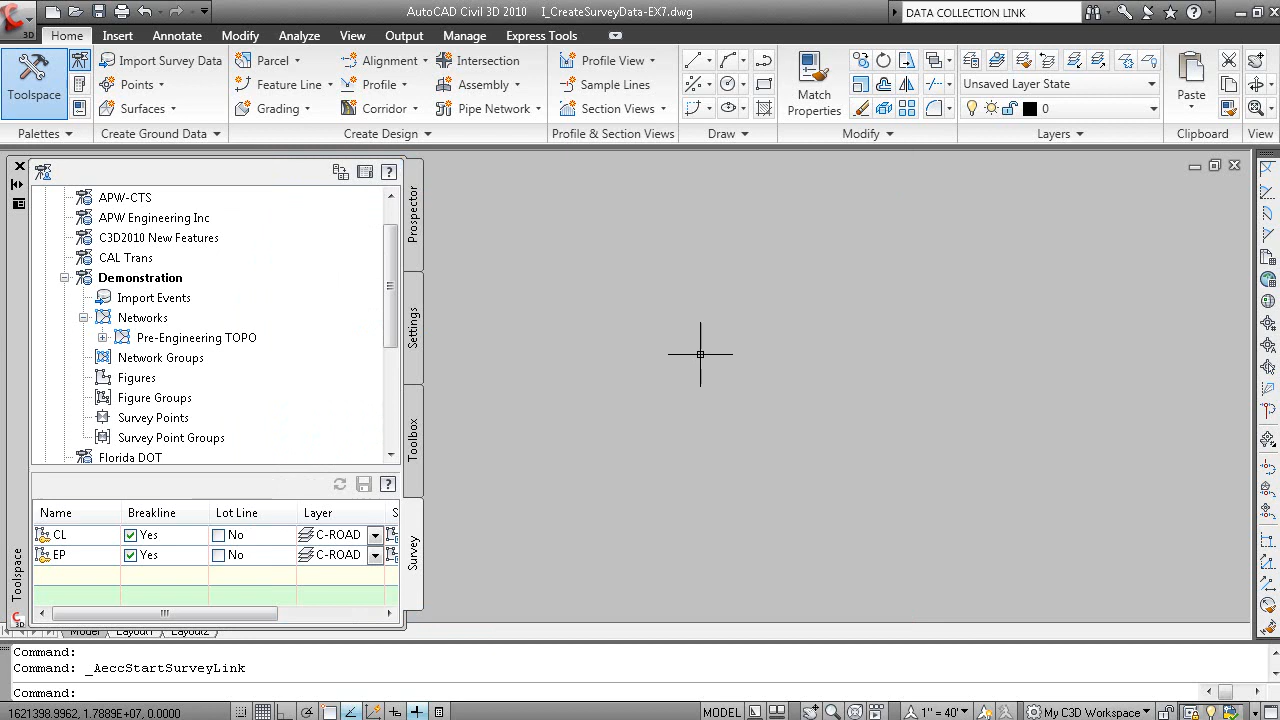 AutoCAD Civil 3D 2010 I_CreateSurveyData-EX7.dwg
DATA COLLECTION LINK
3D
Home Insert Annotate Modify Analyze View Output Manage Express Tools
Import Survey Data Parcel Alignment Intersection Profile View
Points Feature Line Profile Assembly Sample Lines Unsaved Layer State
Toolspace Surfaces Grading Corridor Pipe Network Section Views Match Properties 0 Paste
Palettes Create Ground Data Create Design Profile & Section Views Draw Modify Layers Clipboard View
APW-CTS
APW Engineering Inc
C3D2010 New Features
CAL Trans
Demonstration
Import Events
Networks
Pre-Engineering TOPO
Network Groups
Figures
Figure Groups
Survey Points
Survey Point Groups
Florida DOT
Prospector
Settings
Toolbox
Survey
Name Breakline Lot Line Layer S
CL Yes No C-ROAD
EP Yes No C-ROAD
Toolspace
Model Layout1 Layout2
Command:
Command: _AeccStartSurveyLink
Command:
1621398.9962, 1.7889E+07, 0.0000 MODEL 1" = 40' My C3D Workspace